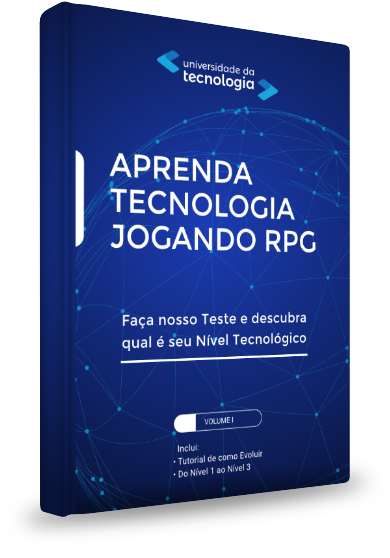 universidade da
tecnologia
APRENDA
TECNOLOGIA
JOGANDO RPG
Faça nosso Teste e descubra
qual é seu Nível Tecnológico
VOLUME I
Inclui:
• Tutorial de como Evoluir
• Do Nível 1 ao Nível 3